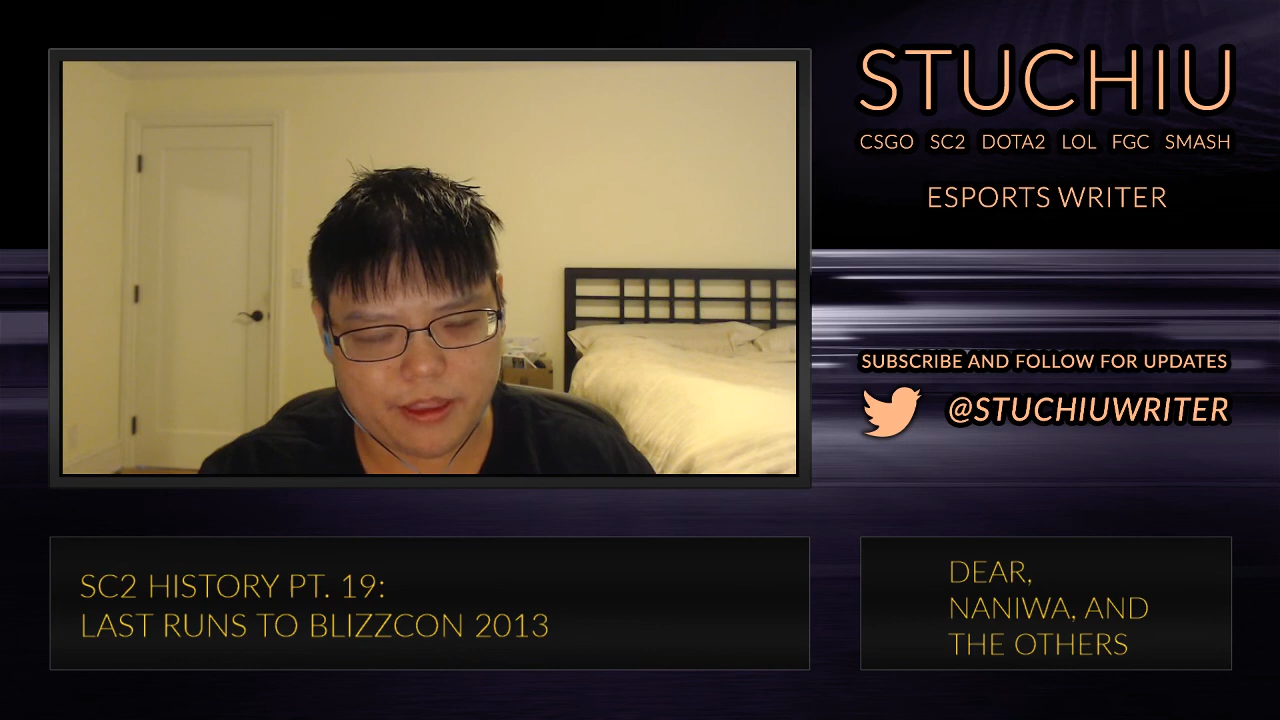 STUCHIU
CSGO SC2 DOTA2 LOL FGC SMASH
ESPORTS WRITER
SUBSCRIBE AND FOLLOW FOR UPDATES
@STUCHIUWRITER
SC2 HISTORY PT. 19:
LAST RUNS TO BLIZZCON 2013
DEAR,
NANIWA, AND
THE OTHERS